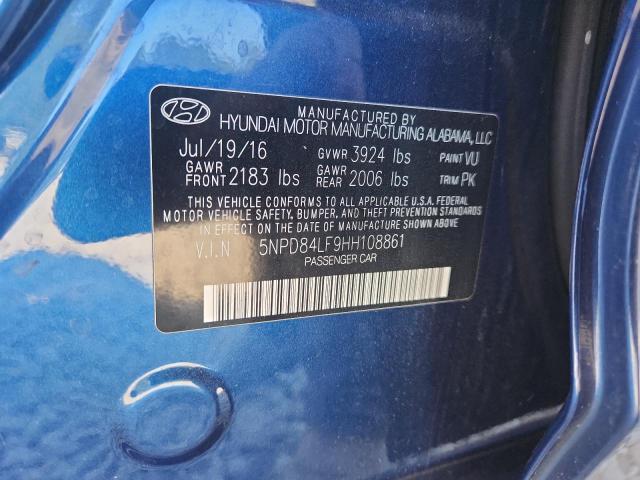 MANUFACTURED BY
HYUNDAI MOTOR MANUFACTURING ALABAMA, LLC
Jul/19/16 GVWR 3924 lbs PAINT VU
GAWR FRONT 2183 lbs GAWR REAR 2006 lbs TRIM PK
THIS VEHICLE CONFORMS TO ALL APPLICABLE U.S.A. FEDERAL
MOTOR VEHICLE SAFETY, BUMPER, AND THEFT PREVENTION STANDARDS
IN EFFECT ON THE DATE OF MANUFACTURE SHOWN ABOVE
V.I.N 5NPD84LF9HH108861
PASSENGER CAR